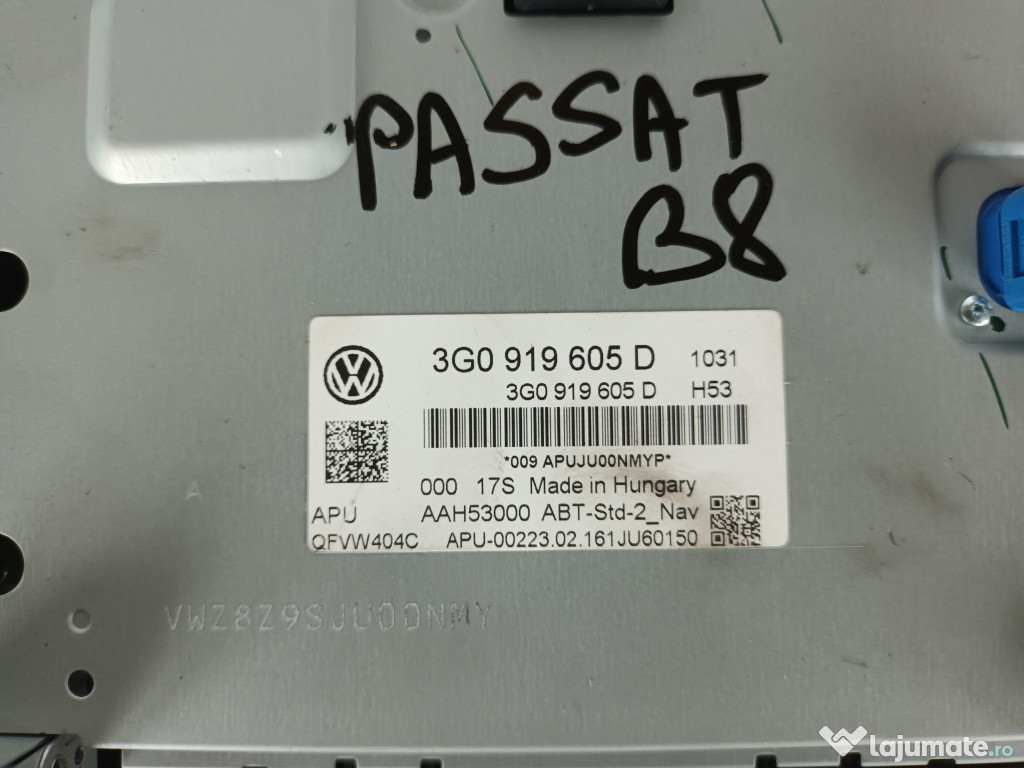 PASSAT
B8
3G0 919 605 D 1031
3G0 919 605 D H53
*009 APUJU00NMYP*
000 17S Made in Hungary
APU AAH53000 ABT-Std-2_Nav
QFVW404C APU-00223.02.161JU60150
A
VWZ8Z9SJU00NMY
lajumate.ro